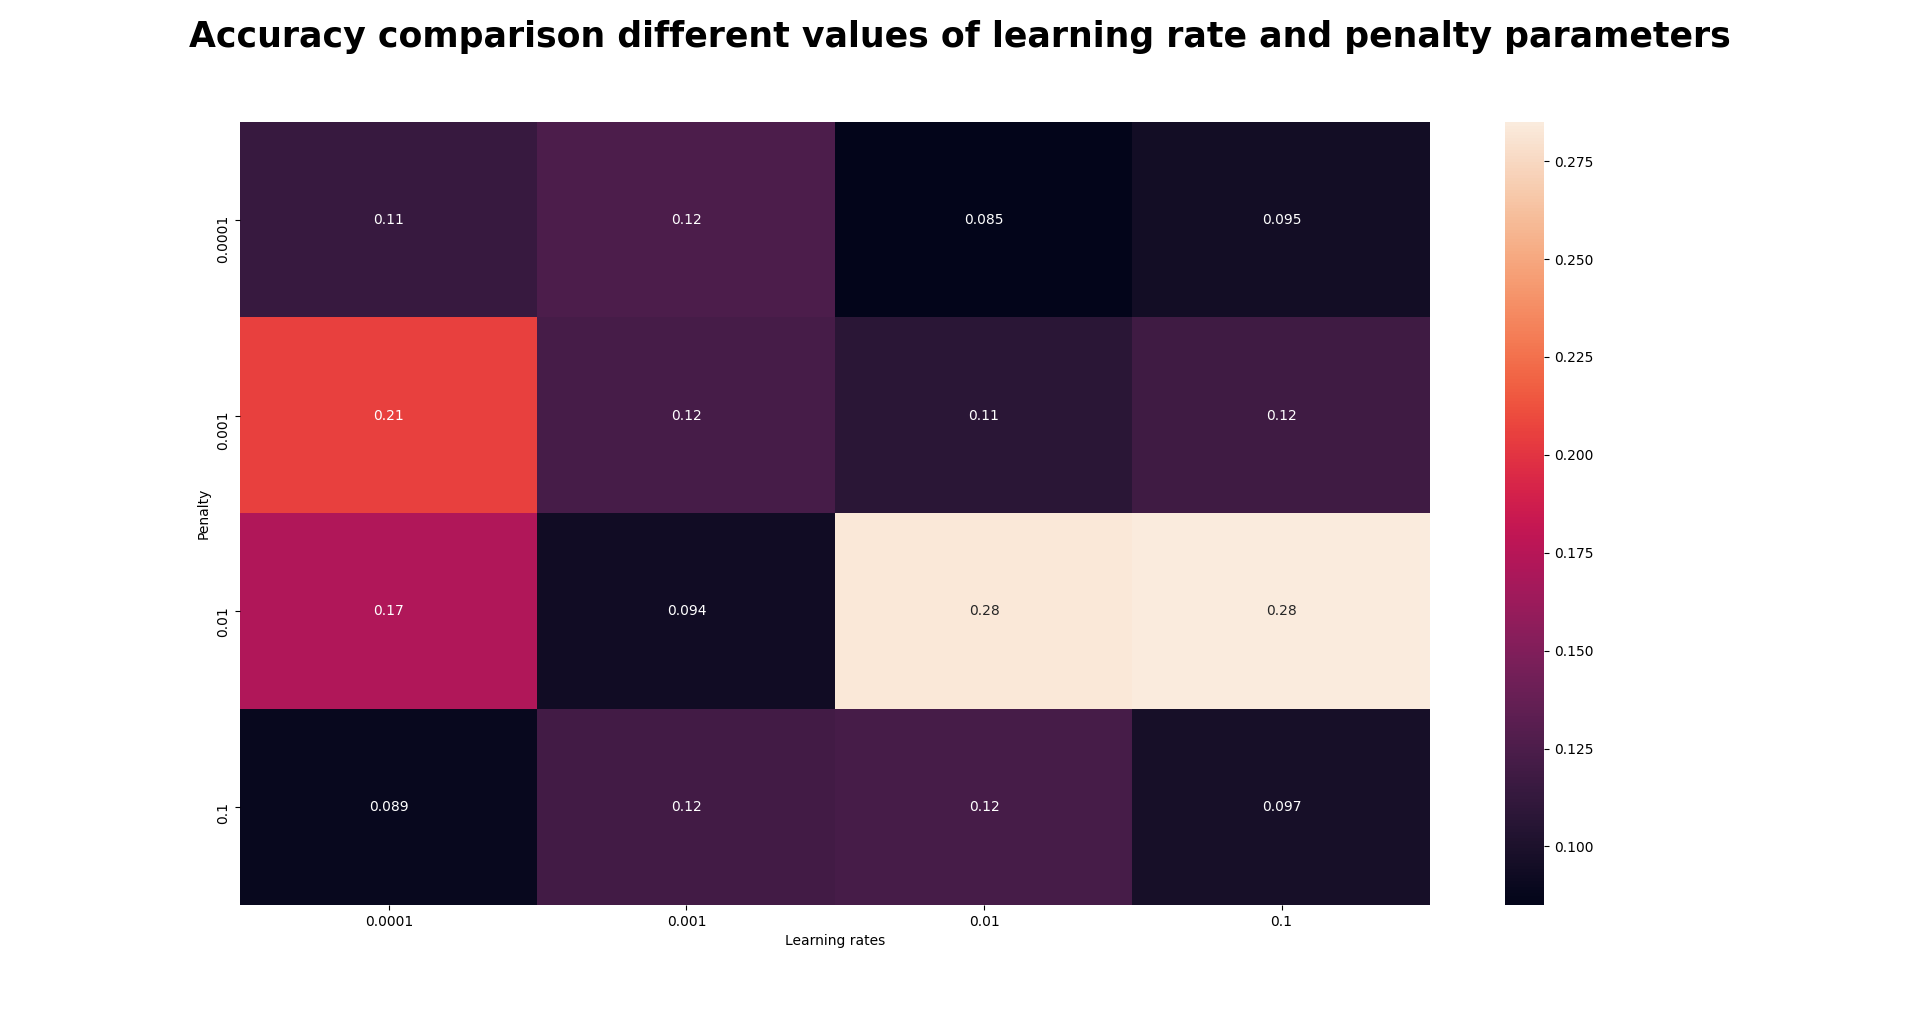 Accuracy comparison different values of learning rate and penalty parameters
Penalty
0.0001
0.11 0.12 0.085 0.095
0.001
0.21 0.12 0.11 0.12
0.01
0.17 0.094 0.28 0.28
0.1
0.089 0.12 0.12 0.097
0.0001 0.001 0.01 0.1
Learning rates
0.275
0.250
0.225
0.200
0.175
0.150
0.125
0.100